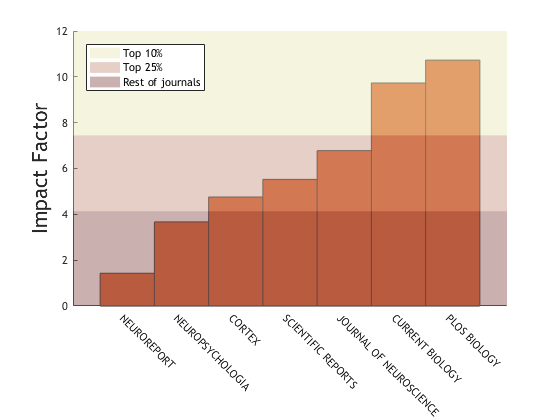 12
10
8
6
4
2
0
Impact Factor
Top 10%
Top 25%
Rest of journals
NEUROREPORT
NEUROPSYCHOLOGIA
CORTEX
SCIENTIFIC REPORTS
JOURNAL OF NEUROSCIENCE
CURRENT BIOLOGY
PLOS BIOLOGY